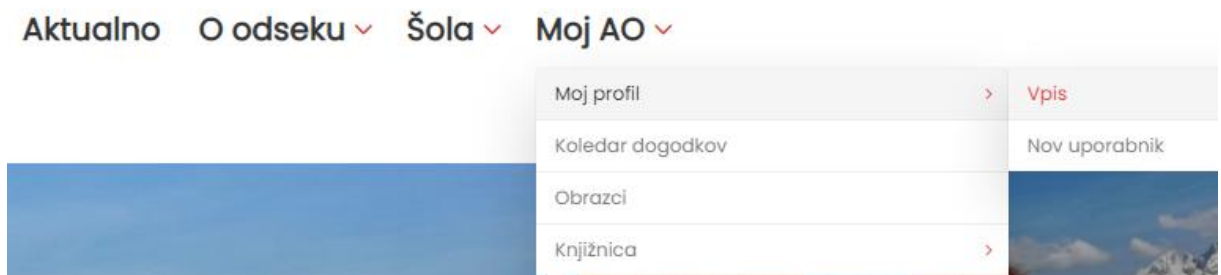 Aktualno O odseku Šola Moj AO
Moj profil Vpis
Koledar dogodkov Nov uporabnik
Obrazci
Knjižnica